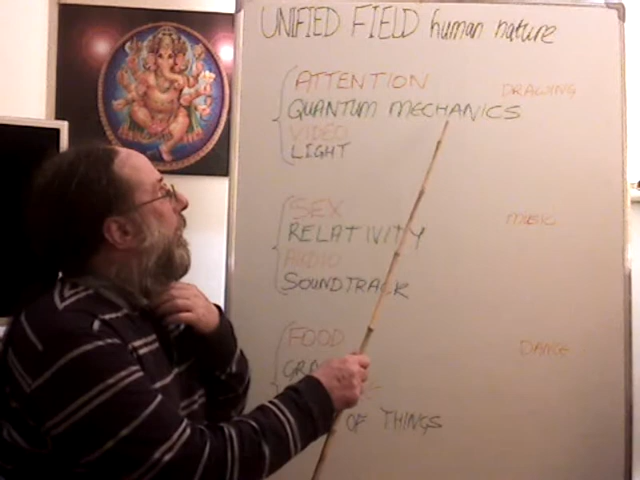 UNIFIED FIELD human nature
ATTENTION
DRAWING
QUANTUM MECHANICS
VIDEO
LIGHT
SEX
MUSIC
RELATIVITY
AUDIO
SOUNDTRACK
FOOD
DANCE
GRA
OF THINGS